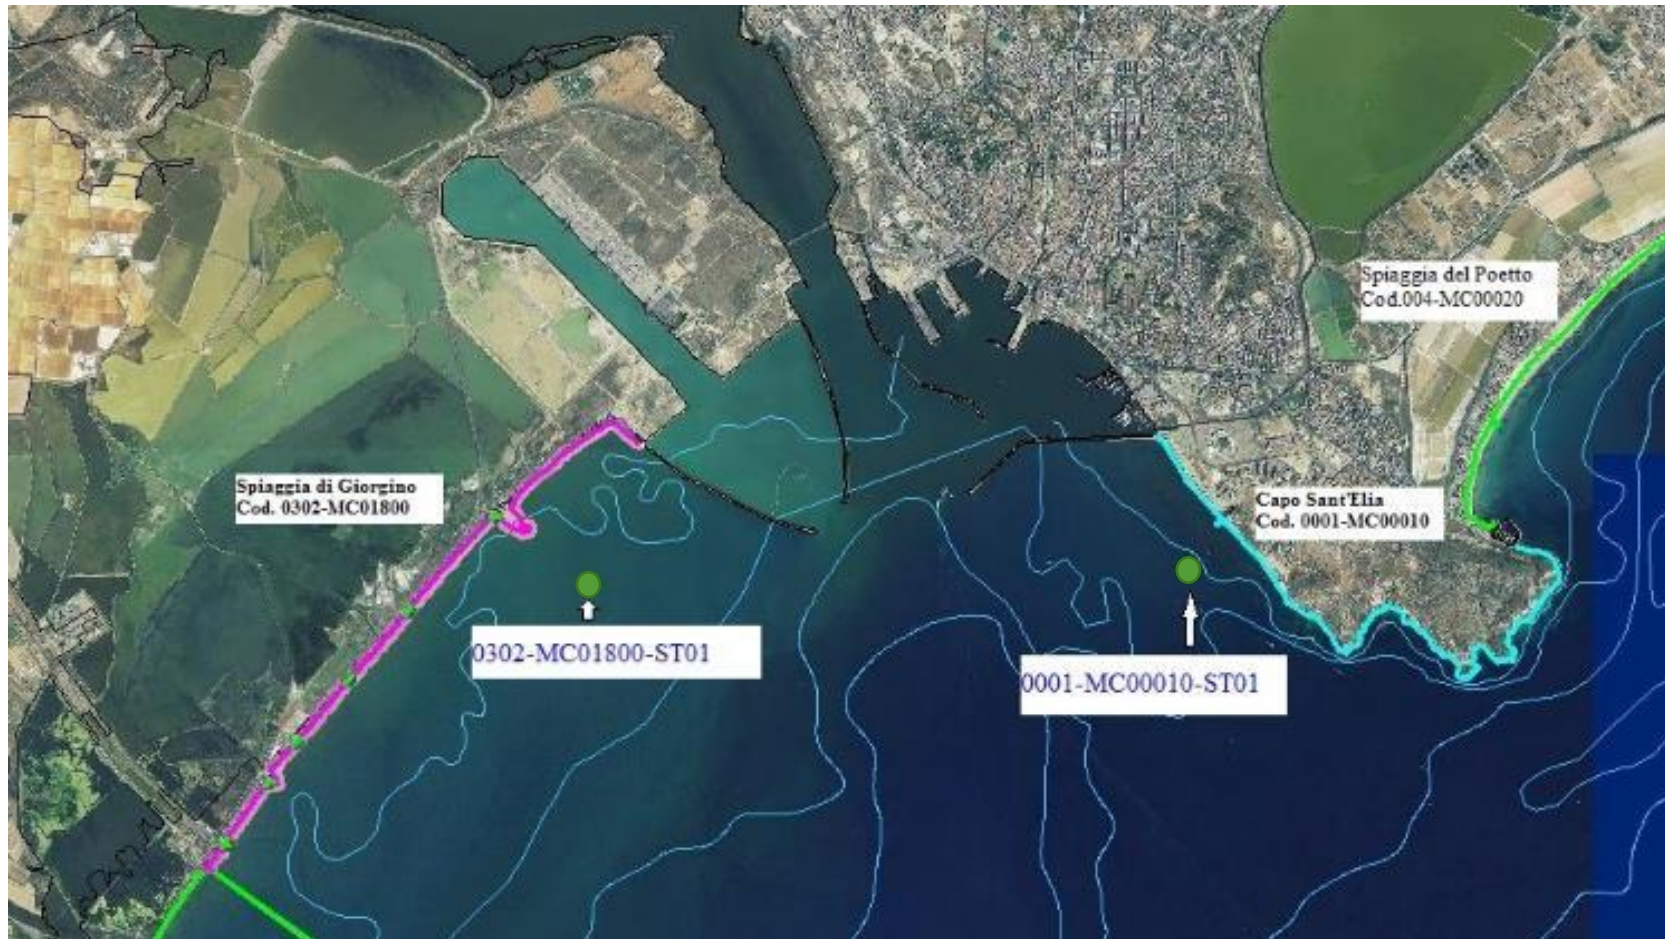 Spiaggia del Poetto
Cod.004-MC00020
Spiaggia di Giorgino
Cod. 0302-MC01800
Capo Sant'Elia
Cod. 0001-MC00010
0302-MC01800-ST01
0001-MC00010-ST01